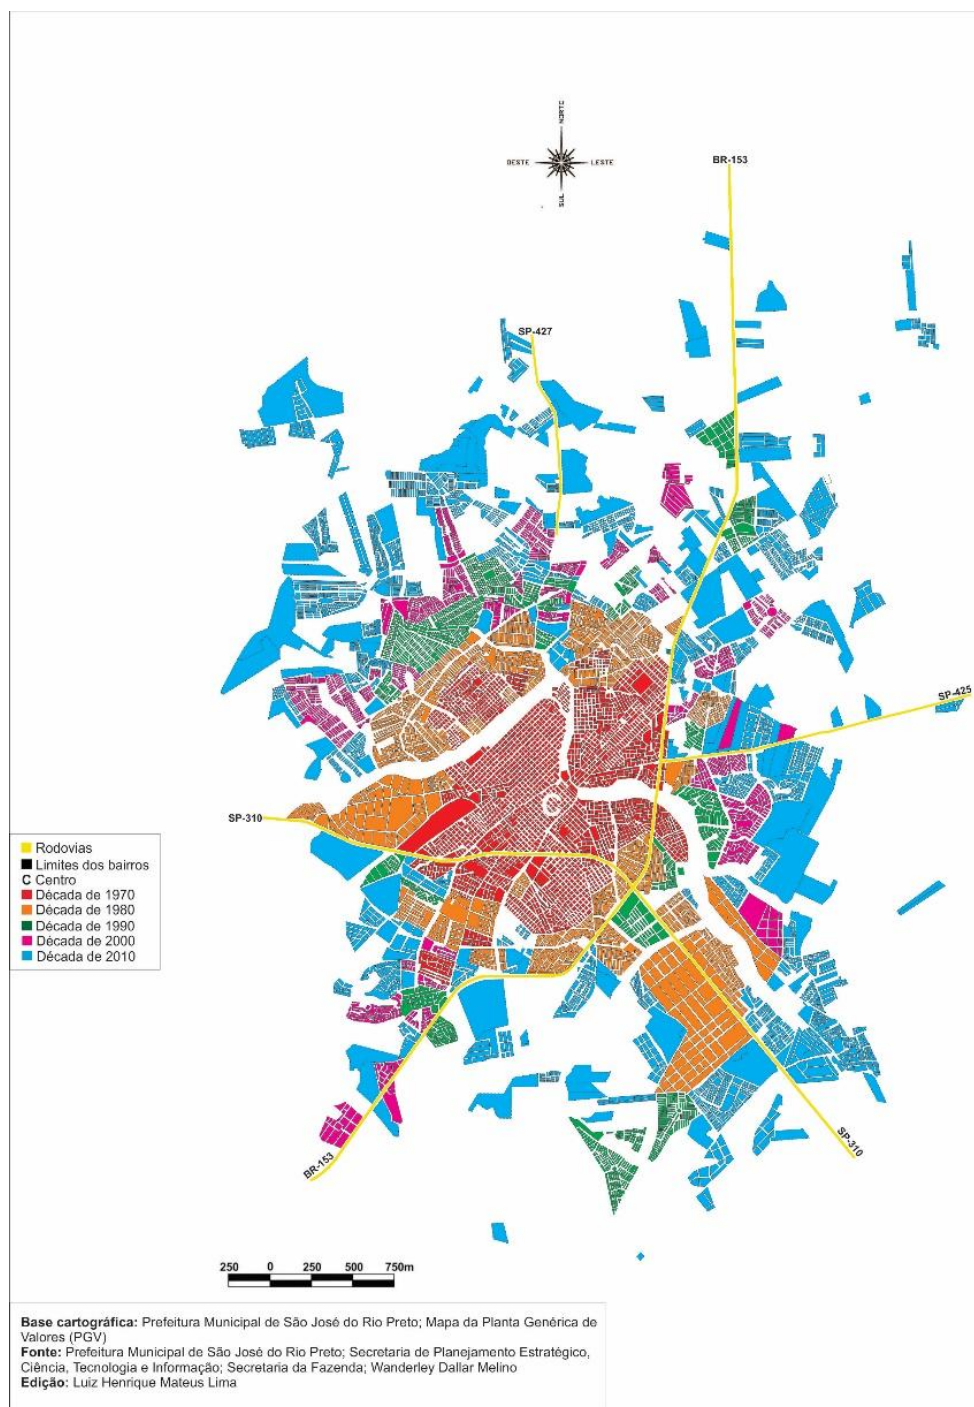 NORTE
OESTE
LESTE
SUL
BR-153
SP-427
SP-425
SP-310
Rodovias
Limites dos bairros
C Centro
Década de 1970
Década de 1980
Década de 1990
Década de 2000
Década de 2010
C
SP-310
BR-153
250 0 250 500 750m
Base cartográfica: Prefeitura Municipal de São José do Rio Preto; Mapa da Planta Genérica de
Valores (PGV)
Fonte: Prefeitura Municipal de São José do Rio Preto; Secretaria de Planejamento Estratégico,
Ciência, Tecnologia e Informação; Secretaria da Fazenda; Wanderley Dallar Melino
Edição: Luiz Henrique Mateus Lima